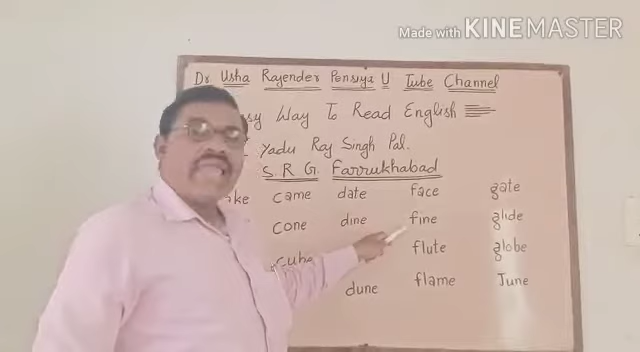 Made with KINEMASTER
Dr. Usha Rajender Pensiya U Tube Channel
Way To Read English
Yadu Raj Singh Pal.
S. R. G. Farrukhabad
came date face gate
cone dine fine glide
cube flute globe
dune flame June